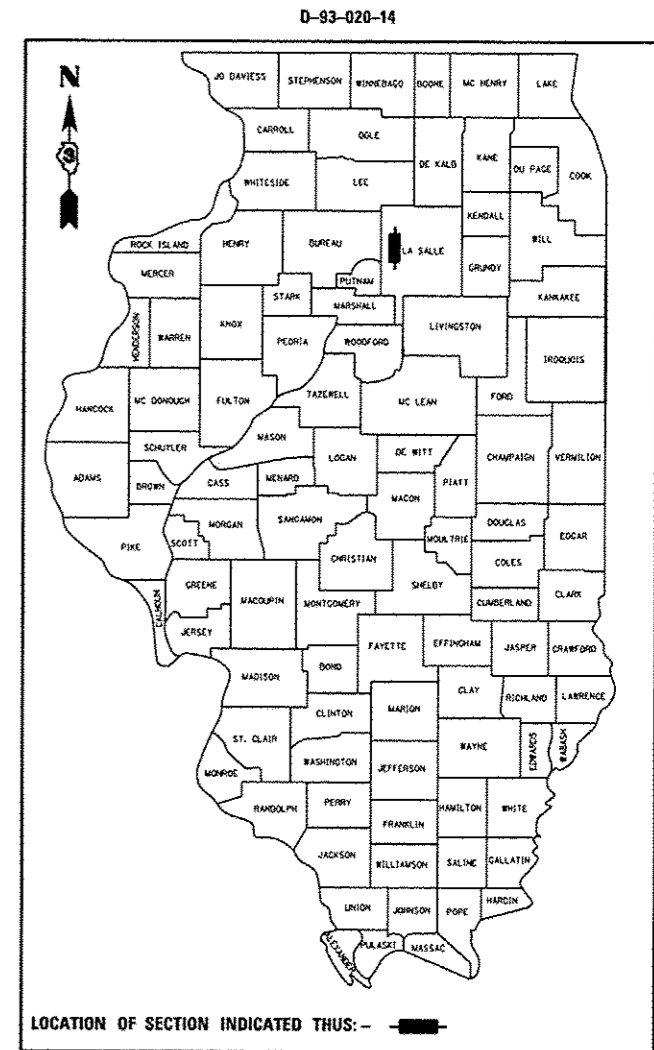 D-93-020-14
N
JO DAVIESS STEPHENSON WINNEBAGO BOONE MC HENRY LAKE
CARROLL OGLE DE KALB KANE DU PAGE COOK
WHITESIDE LEE
KENDALL WILL
ROCK ISLAND HENRY BUREAU LA SALLE GRUNDY
MERCER PUTNAM KANKAKEE
STARK MARSHALL
HENDERSON WARREN KNOX PEORIA WOODFORD LIVINGSTON IROQUOIS
HANCOCK MC DONOUGH FULTON TAZEWELL MC LEAN FORD
SCHUYLER MASON LOGAN DE WITT CHAMPAIGN VERMILION
ADAMS BROWN CASS MENARD MACON PIATT
PIKE SCOTT MORGAN SANGAMON CHRISTIAN MOULTRIE DOUGLAS EDGAR
COLES
CALHOUN GREENE MACOUPIN MONTGOMERY SHELBY CUMBERLAND CLARK
JERSEY FAYETTE EFFINGHAM JASPER CRAWFORD
MADISON BOND
CLAY RICHLAND LAWRENCE
CLINTON MARION
ST. CLAIR WAYNE EDWARDS WABASH
MONROE WASHINGTON JEFFERSON
RANDOLPH PERRY HAMILTON WHITE
FRANKLIN
JACKSON WILLIAMSON SALINE GALLATIN
UNION JOHNSON POPE HARDIN
ALEXANDER PULASKI MASSAC
LOCATION OF SECTION INDICATED THUS: -